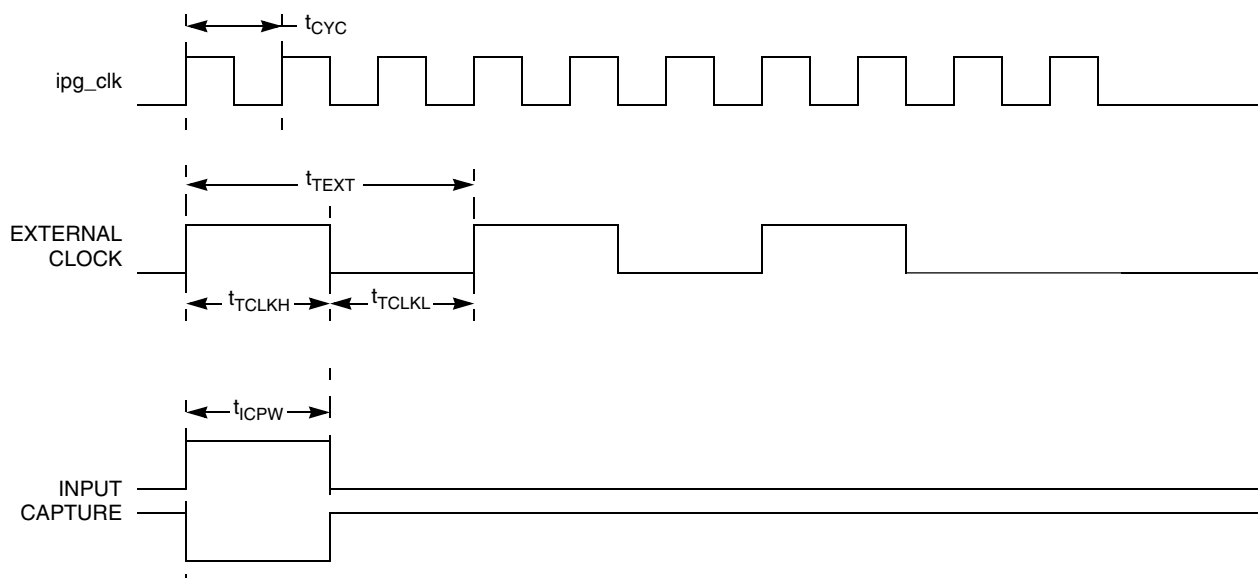 tCYC
ipg_clk
tTEXT
EXTERNAL
CLOCK
tTCLKH
tTCLKL
tICPW
INPUT
CAPTURE